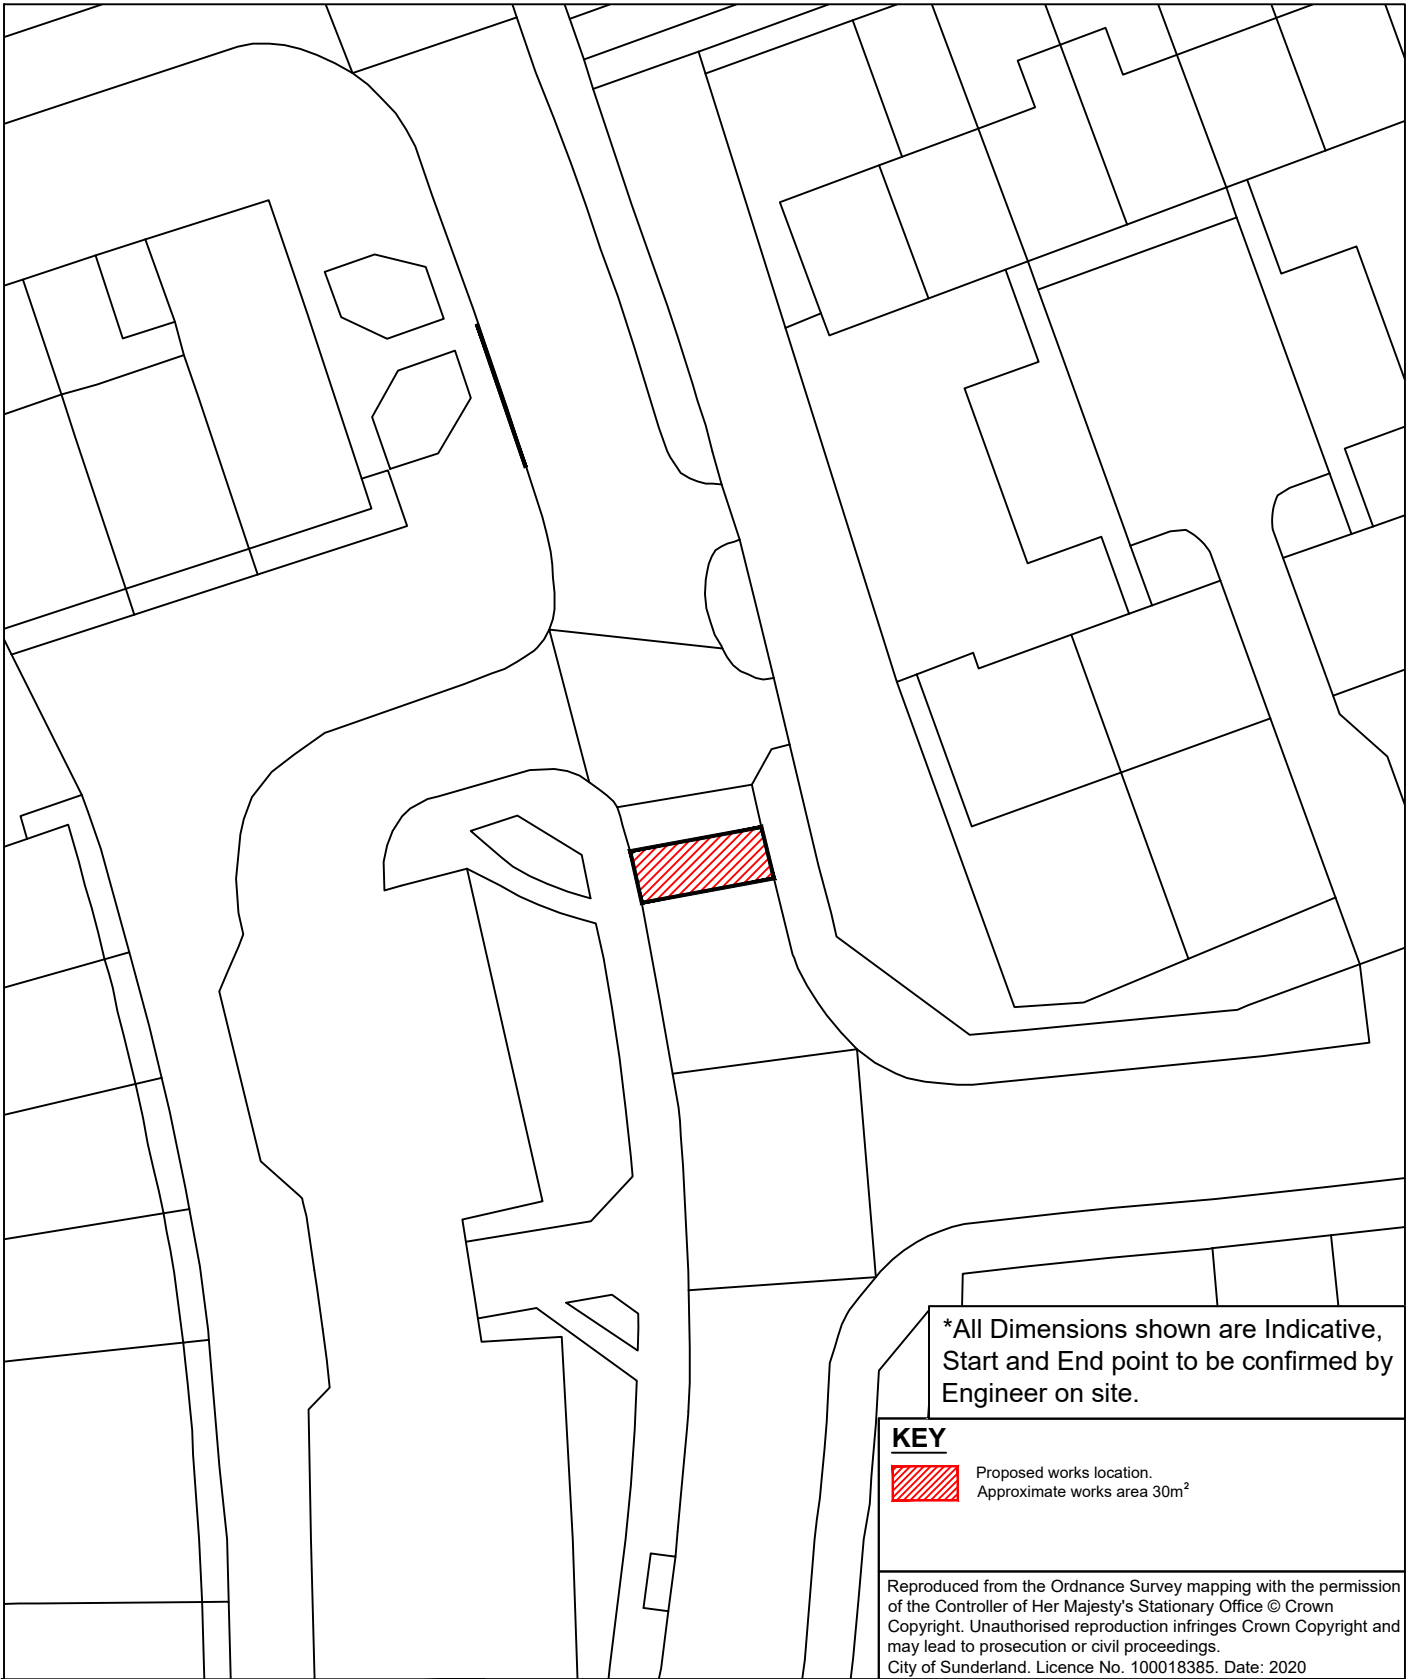 *All Dimensions shown are Indicative,
Start and End point to be confirmed by
Engineer on site.
KEY
Proposed works location.
Approximate works area 30m²
Reproduced from the Ordnance Survey mapping with the permission
of the Controller of Her Majesty's Stationary Office © Crown
Copyright. Unauthorised reproduction infringes Crown Copyright and
may lead to prosecution or civil proceedings.
City of Sunderland. Licence No. 100018385. Date: 2020